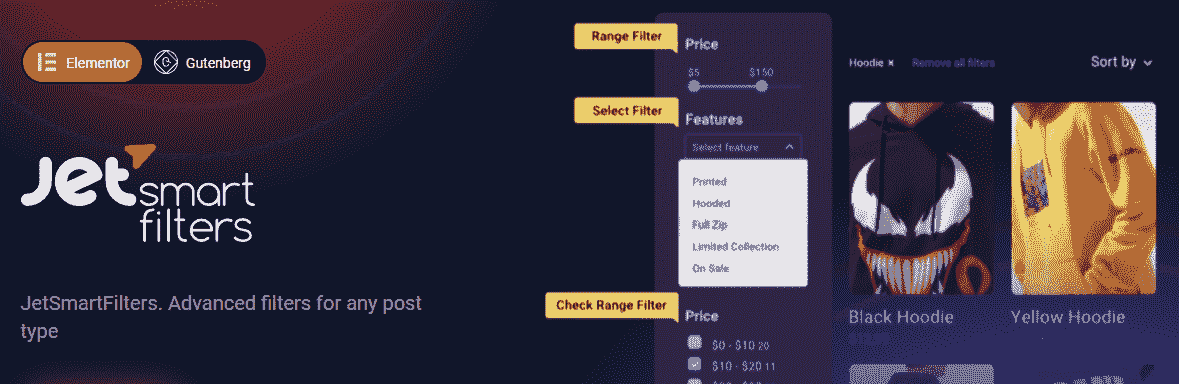 Elementor
Gutenberg
Jet smart
filters
JetSmartFilters. Advanced filters for any post
type
Range Filter
Price
$5 $150
Select Filter
Features
Select feature
Printed
Hooded
Full Zip
Limited Collection
On Sale
Check Range Filter
Price
$0 - $10 20
$10 - $20 11
Hoodie ×
Remove all filters
Sort by
Black Hoodie
Yellow Hoodie